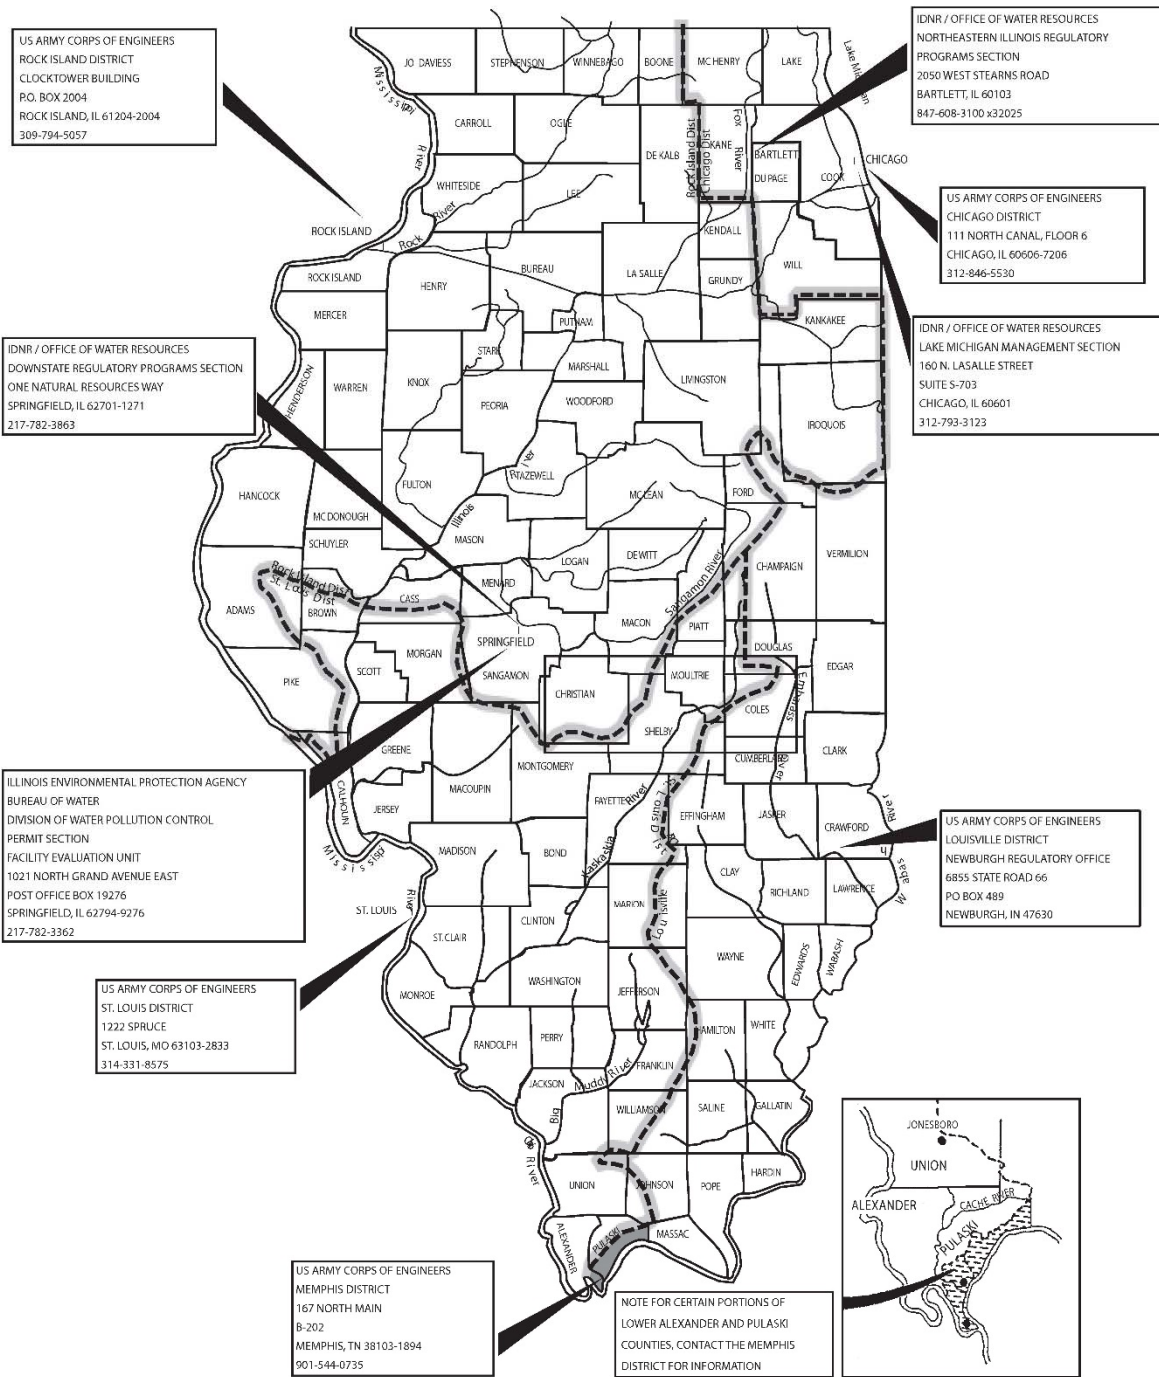 US ARMY CORPS OF ENGINEERS
ROCK ISLAND DISTRICT
CLOCKTOWER BUILDING
P.O. BOX 2004
ROCK ISLAND, IL 61204-2004
309-794-5057
IDNR / OFFICE OF WATER RESOURCES
NORTHEASTERN ILLINOIS REGULATORY
PROGRAMS SECTION
2050 WEST STEARNS ROAD
BARTLETT, IL 60103
847-608-3100 x32025
US ARMY CORPS OF ENGINEERS
CHICAGO DISTRICT
111 NORTH CANAL, FLOOR 6
CHICAGO, IL 60606-7206
312-846-5530
IDNR / OFFICE OF WATER RESOURCES
LAKE MICHIGAN MANAGEMENT SECTION
160 N. LASALLE STREET
SUITE S-703
CHICAGO, IL 60601
312-793-3123
IDNR / OFFICE OF WATER RESOURCES
DOWNSTATE REGULATORY PROGRAMS SECTION
ONE NATURAL RESOURCES WAY
SPRINGFIELD, IL 62701-1271
217-782-3863
ILLINOIS ENVIRONMENTAL PROTECTION AGENCY
BUREAU OF WATER
DIVISION OF WATER POLLUTION CONTROL
PERMIT SECTION
FACILITY EVALUATION UNIT
1021 NORTH GRAND AVENUE EAST
POST OFFICE BOX 19276
SPRINGFIELD, IL 62794-9276
217-782-3362
US ARMY CORPS OF ENGINEERS
LOUISVILLE DISTRICT
NEWBURGH REGULATORY OFFICE
6855 STATE ROAD 66
PO BOX 489
NEWBURGH, IN 47630
US ARMY CORPS OF ENGINEERS
ST. LOUIS DISTRICT
1222 SPRUCE
ST. LOUIS, MO 63103-2833
314-331-8575
US ARMY CORPS OF ENGINEERS
MEMPHIS DISTRICT
167 NORTH MAIN
B-202
MEMPHIS, TN 38103-1894
901-544-0735
NOTE FOR CERTAIN PORTIONS OF
LOWER ALEXANDER AND PULASKI
COUNTIES, CONTACT THE MEMPHIS
DISTRICT FOR INFORMATION
JO DAVIESS
STEPHENSON
WINNEBAGO
BOONE
MC HENRY
LAKE
CARROLL
OGLE
DE KALB
KANE
Fox
River
Rock Island Dist
Chicago Dist
BARTLETT
DU PAGE
COOK
CHICAGO
WHITESIDE
LEE
River
Rock
River
KENDALL
ROCK ISLAND
ROCK ISLAND
HENRY
BUREAU
LA SALLE
GRUNDY
WILL
MERCER
PUTNAM
KANKAKEE
STARK
MARSHALL
LIVINGSTON
HENDERSON
WARREN
KNOX
PEORIA
WOODFORD
IROQUOIS
HANCOCK
MC DONOUGH
FULTON
TAZEWELL
MC LEAN
FORD
Illinois
SCHUYLER
MASON
LOGAN
DE WITT
CHAMPAIGN
VERMILION
Sangamon River
ADAMS
Rock Island Dist
BROWN
CASS
MENARD
MACON
PIATT
SPRINGFIELD
DOUGLAS
EDGAR
PIKE
SCOTT
MORGAN
SANGAMON
CHRISTIAN
MOULTRIE
COLES
SHELBY
CUMBERLAND
CLARK
GREENE
MACOUPIN
MONTGOMERY
CALHOUN
JERSEY
FAYETTE
River
Kaskaskia
EFFINGHAM
JASPER
CRAWFORD
River
MADISON
BOND
CLAY
RICHLAND
LAWRENCE
ST. LOUIS
River
ST. CLAIR
CLINTON
MARION
Louisville
WAYNE
EDWARDS
WABASH
MONROE
WASHINGTON
JEFFERSON
RANDOLPH
PERRY
HAMILTON
WHITE
JACKSON
FRANKLIN
Big
Muddy River
WILLIAMSON
SALINE
GALLATIN
UNION
JOHNSON
POPE
HARDIN
ALEXANDER
PULASKI
MASSAC
JONESBORO
UNION
ALEXANDER
CACHE RIVER
PULASKI